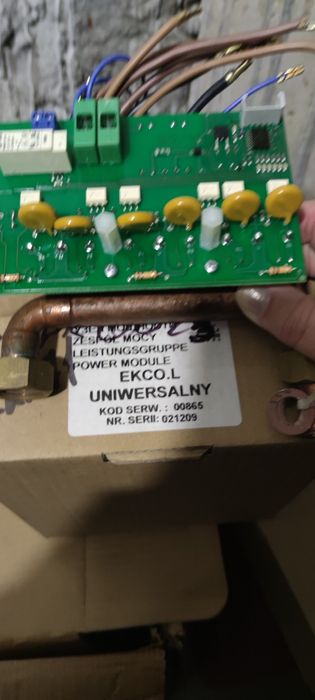 ZESPÓŁ MOCY
LEISTUNGSGRUPPE
POWER MODULE
EKCO.L
UNIWERSALNY
KOD SERW. : 00865
NR. SERII: 021209